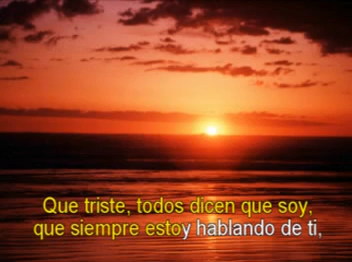 Que triste, todos dicen que soy,
que siempre estoy hablando de ti,